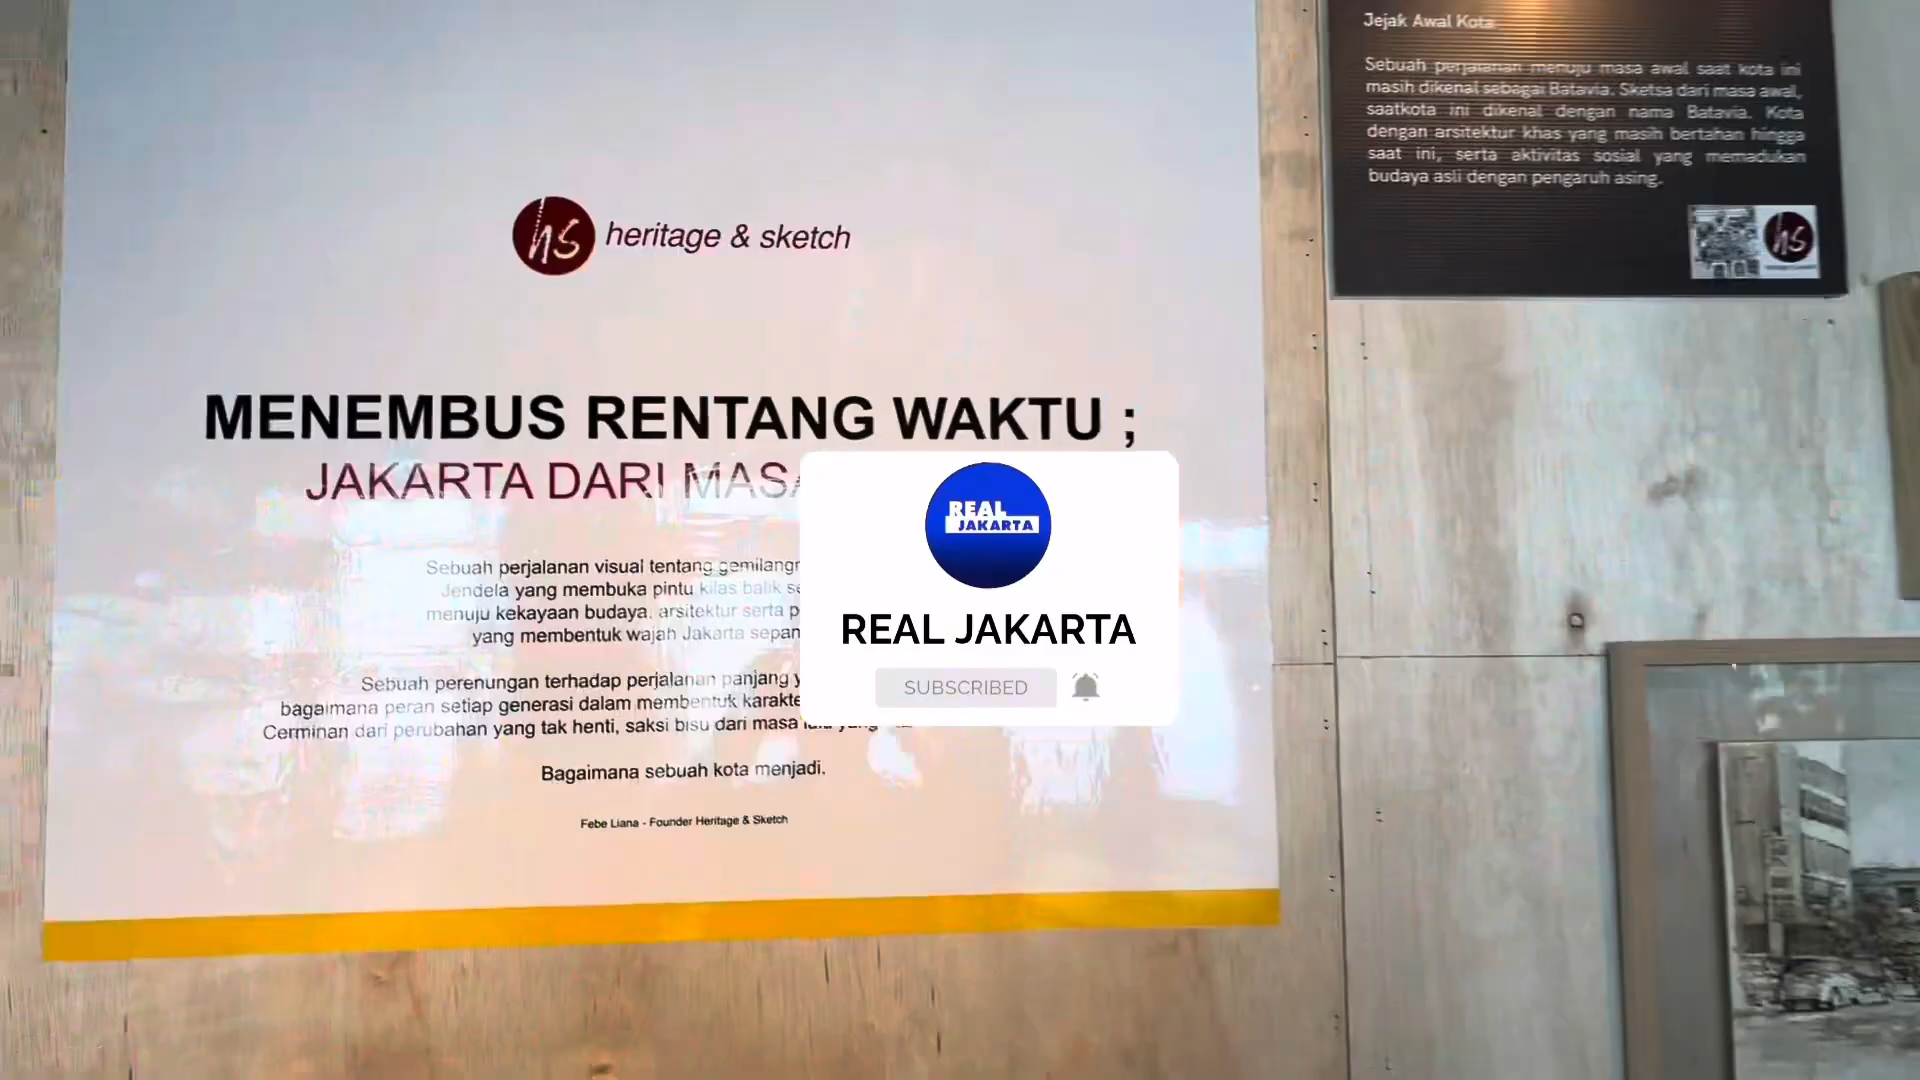 hs heritage & sketch
MENEMBUS RENTANG WAKTU ;
JAKARTA DARI MASA
Sebuah perjalanan visual tentang
Jendela yang membuka pintu kilas balik
menuju kekayaan budaya, arsitektur serta
yang membentuk wajah Jakarta
Sebuah perenungan terhadap perjalanan panjang
bagaimana peran setiap generasi dalam membentuk
Cerminan dari perubahan yang tak henti, saksi bisu dari masa lalu yang
Bagaimana sebuah kota menjadi.
Febe Liana - Founder Heritage & Sketch
REAL
JAKARTA
REAL JAKARTA
SUBSCRIBED
Jejak Awal Kota
Sebuah perjalanan menuju masa awal saat kota ini
masih dikenal sebagai Batavia. Sketsa dari masa awal,
saatkota ini dikenal dengan nama Batavia. Kota
dengan arsitektur khas yang masih bertahan hingga
saat ini, serta aktivitas sosial yang memadukan
budaya asli dengan pengaruh asing.
hs